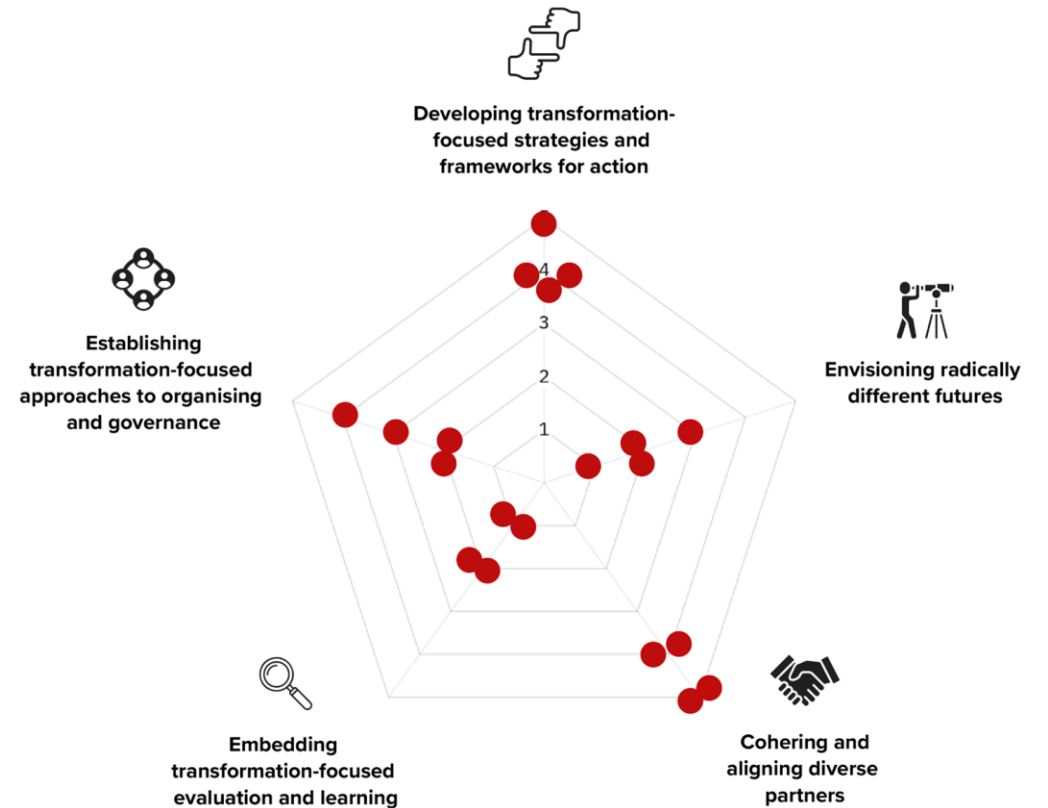 Developing transformation-
focused strategies and
frameworks for action
4
3
2
1
Establishing
transformation-focused
approaches to organising
and governance
Envisioning radically
different futures
Embedding
transformation-focused
evaluation and learning
Cohering and
aligning diverse
partners